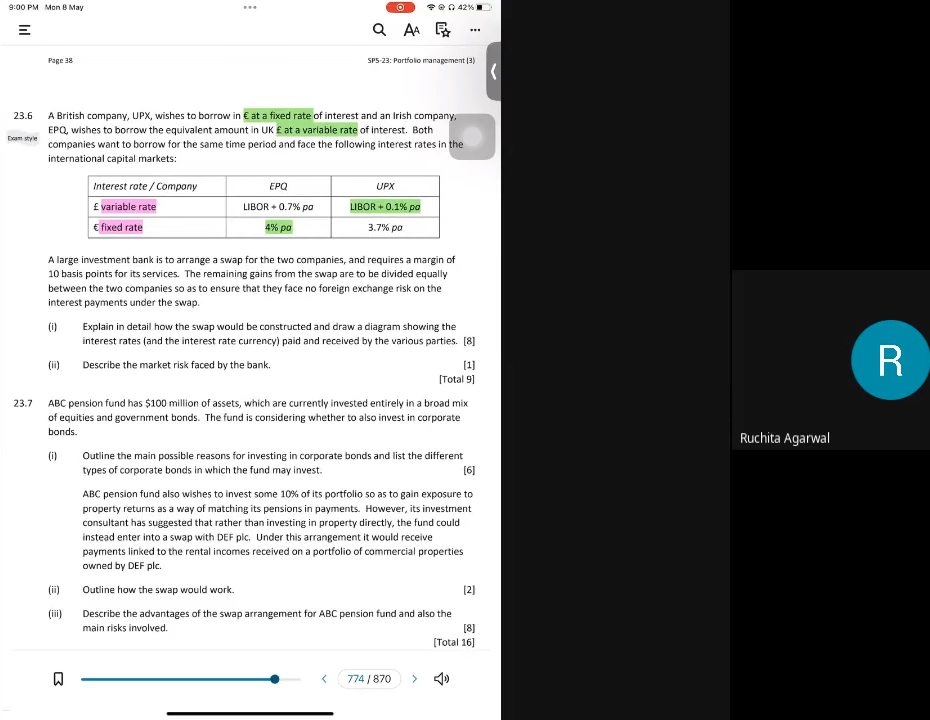 9:00 PM Mon 8 May
42%
Page 38
SP5-23: Portfolio management (3)
23.6 A British company, UPX, wishes to borrow in € at a fixed rate of interest and an Irish company,
Exam style
EPQ, wishes to borrow the equivalent amount in UK £ at a variable rate of interest. Both
companies want to borrow for the same time period and face the following interest rates in the
international capital markets:
Interest rate / Company EPQ UPX
£ variable rate LIBOR + 0.7% pa LIBOR + 0.1% pa
€ fixed rate 4% pa 3.7% pa
A large investment bank is to arrange a swap for the two companies, and requires a margin of
10 basis points for its services. The remaining gains from the swap are to be divided equally
between the two companies so as to ensure that they face no foreign exchange risk on the
interest payments under the swap.
(i) Explain in detail how the swap would be constructed and draw a diagram showing the
interest rates (and the interest rate currency) paid and received by the various parties. [8]
(ii) Describe the market risk faced by the bank. [1]
[Total 9]
23.7 ABC pension fund has $100 million of assets, which are currently invested entirely in a broad mix
of equities and government bonds. The fund is considering whether to also invest in corporate
bonds.
(i) Outline the main possible reasons for investing in corporate bonds and list the different
types of corporate bonds in which the fund may invest. [6]
ABC pension fund also wishes to invest some 10% of its portfolio so as to gain exposure to
property returns as a way of matching its pensions in payments. However, its investment
consultant has suggested that rather than investing in property directly, the fund could
instead enter into a swap with DEF plc. Under this arrangement it would receive
payments linked to the rental incomes received on a portfolio of commercial properties
owned by DEF plc.
(ii) Outline how the swap would work. [2]
(iii) Describe the advantages of the swap arrangement for ABC pension fund and also the
main risks involved. [8]
[Total 16]
774 / 870
R
Ruchita Agarwal
AA